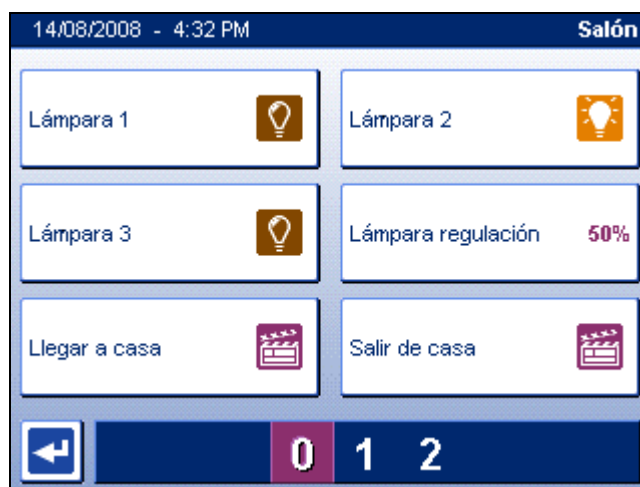 14/08/2008 - 4:32 PM Salón
Lámpara 1 Lámpara 2
Lámpara 3 Lámpara regulación 50%
Llegar a casa Salir de casa
0 1 2